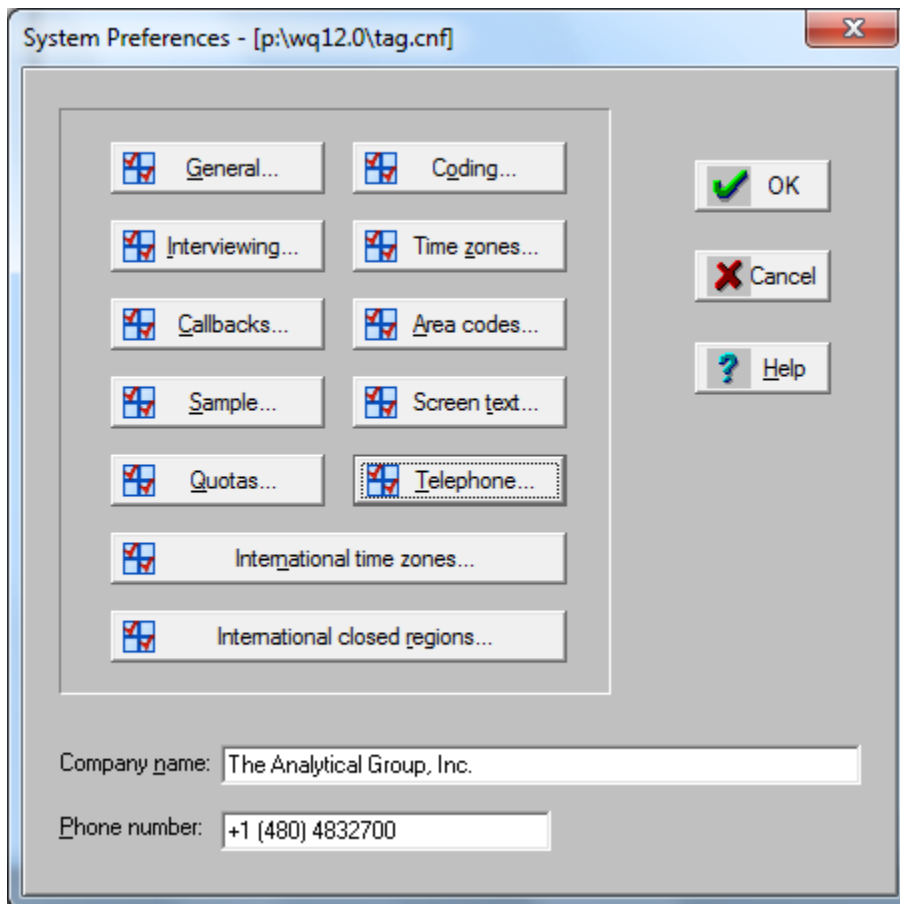 System Preferences - [p:\wq12.0\tag.cnf]
General... Coding...
OK
Interviewing... Time zones...
Cancel
Callbacks... Area codes...
Help
Sample... Screen text...
Quotas... Telephone...
International time zones...
International closed regions...
Company name: The Analytical Group, Inc.
Phone number: +1 (480) 4832700